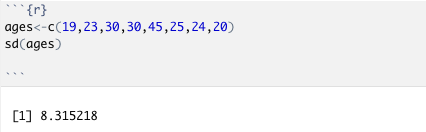 ```{r}
ages<-c(19,23,30,30,45,25,24,20)
sd(ages)
```
[1] 8.315218